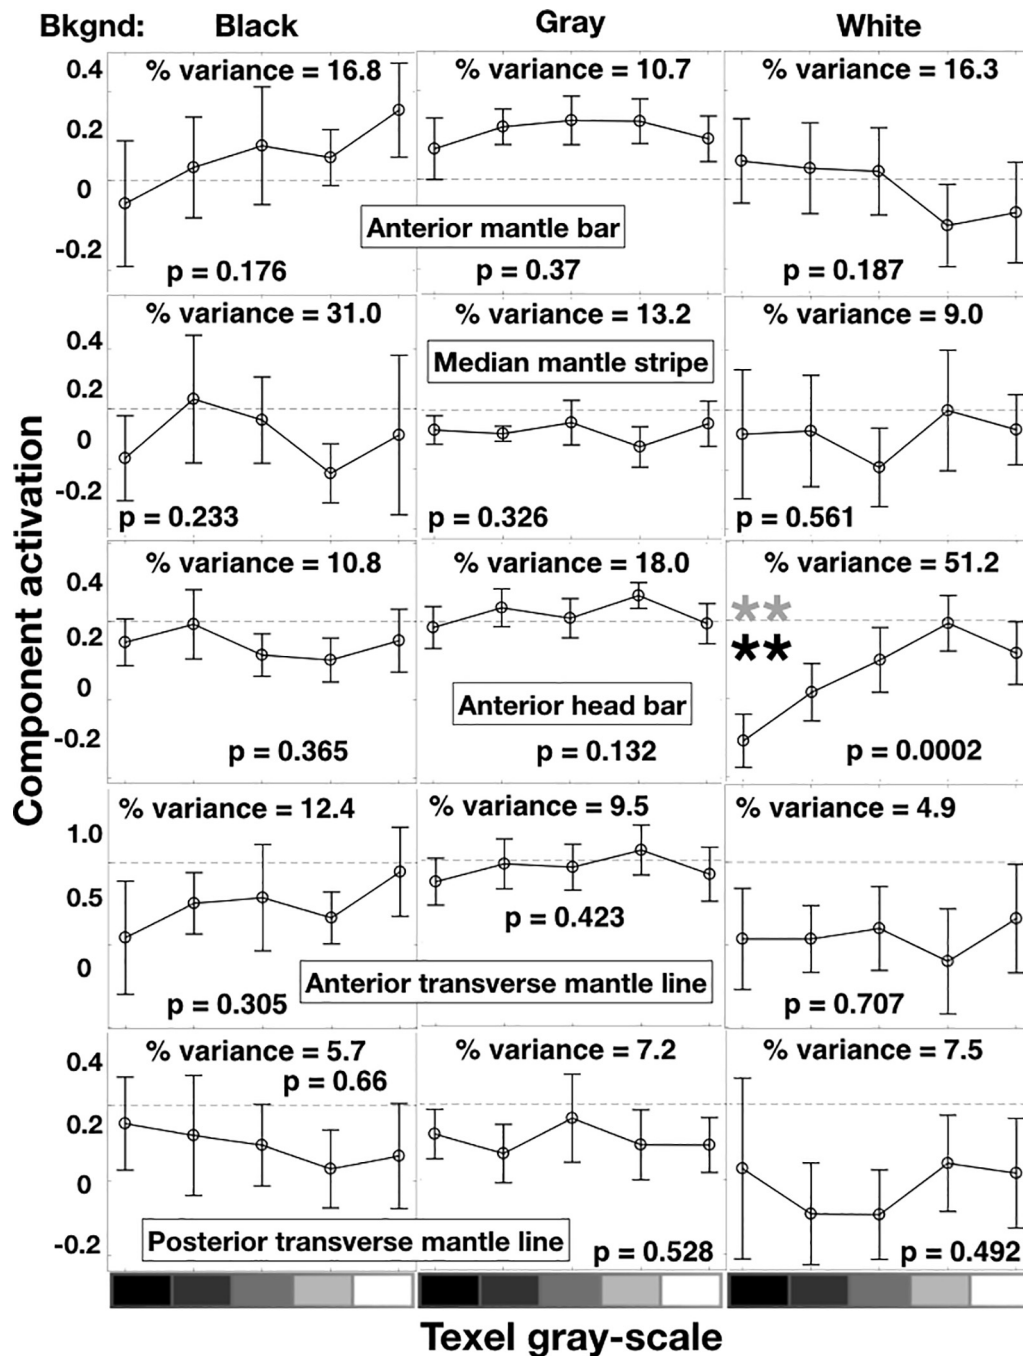 Bkgnd: Black Gray White
0.4 % variance = 16.8 % variance = 10.7 % variance = 16.3
0.2
0
Anterior mantle bar
-0.2
p = 0.176 p = 0.37 p = 0.187
% variance = 31.0 % variance = 13.2 % variance = 9.0
0.4
Median mantle stripe
0.2
0
-0.2
p = 0.233 p = 0.326 p = 0.561
% variance = 10.8 % variance = 18.0 % variance = 51.2
0.4
**
0.2
**
0
Anterior head bar
-0.2
p = 0.365 p = 0.132 p = 0.0002
Component activation
% variance = 12.4 % variance = 9.5 % variance = 4.9
1.0
0.5
p = 0.423
0
Anterior transverse mantle line
p = 0.305 p = 0.707
% variance = 5.7 % variance = 7.2 % variance = 7.5
0.4
p = 0.66
0.2
0
Posterior transverse mantle line
-0.2
p = 0.528 p = 0.492
Texel gray-scale